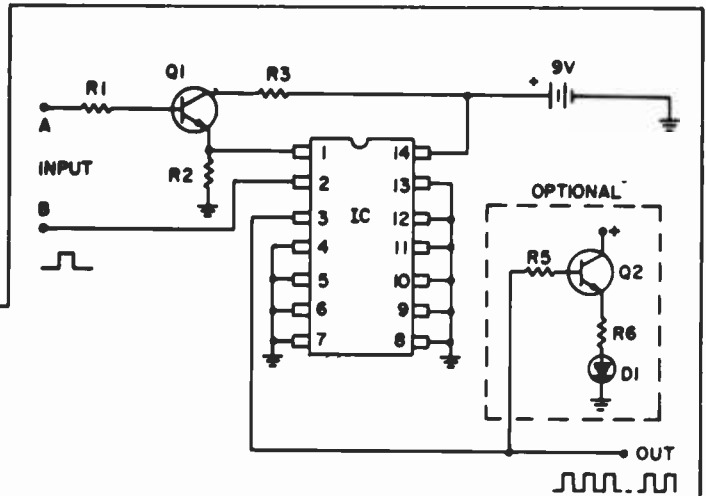 Q1
R3
9V
+
R1
A
INPUT
R2
B
1
2
3
4
5
6
7
IC
14
13
12
11
10
9
8
OPTIONAL
+
R5
Q2
R6
D1
OUT